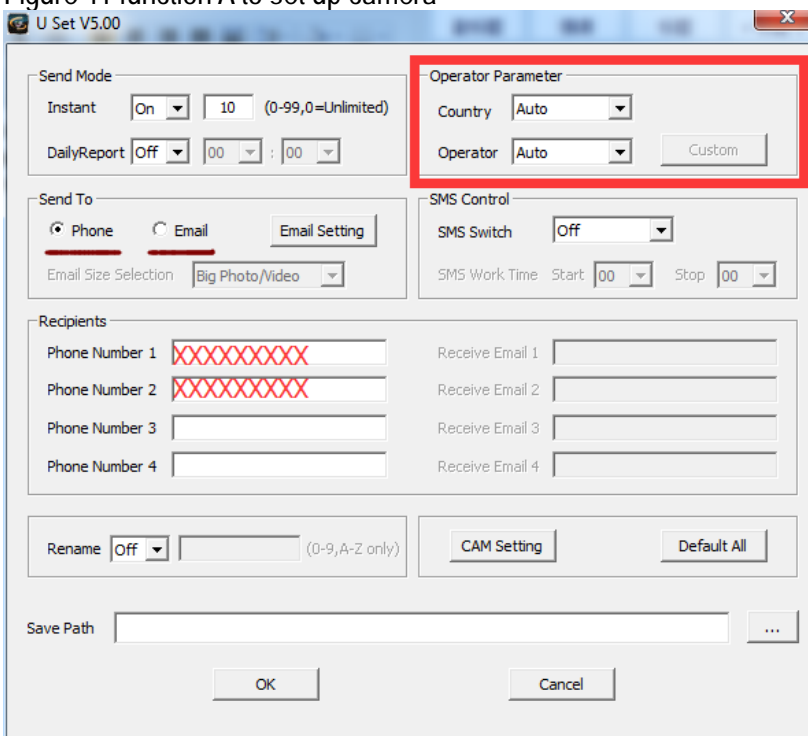 Figure 1: function A to set up camera
U Set V5.00
Send Mode
Instant On 10 (0-99,0=Unlimited)
DailyReport Off 00 : 00
Operator Parameter
Country Auto
Operator Auto Custom
Send To
Phone Email Email Setting
Email Size Selection Big Photo/Video
SMS Control
SMS Switch Off
SMS Work Time Start 00 Stop 00
Recipients
Phone Number 1 XXXXXXXXX Receive Email 1
Phone Number 2 XXXXXXXXX Receive Email 2
Phone Number 3 Receive Email 3
Phone Number 4 Receive Email 4
Rename Off (0-9,A-Z only) CAM Setting Default All
Save Path ...
OK Cancel